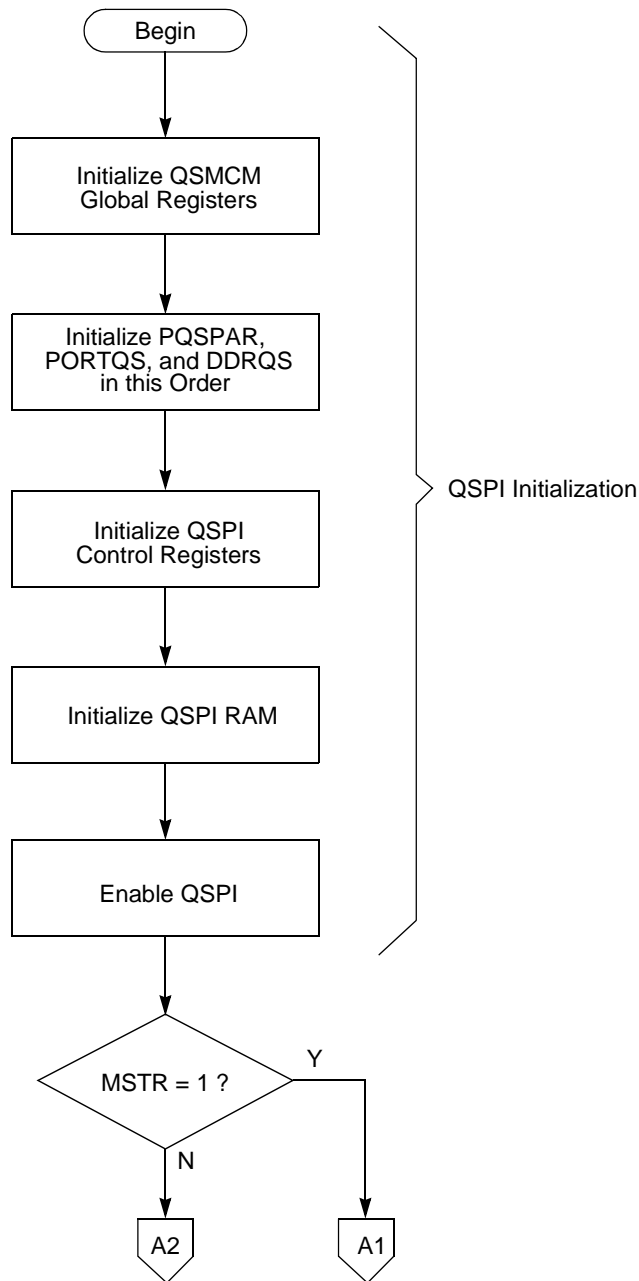 Begin
Initialize QSMCM
Global Registers
Initialize PQSPAR,
PORTQS, and DDRQS
in this Order
QSPI Initialization
Initialize QSPI
Control Registers
Initialize QSPI RAM
Enable QSPI
MSTR = 1 ?
Y
N
A2
A1